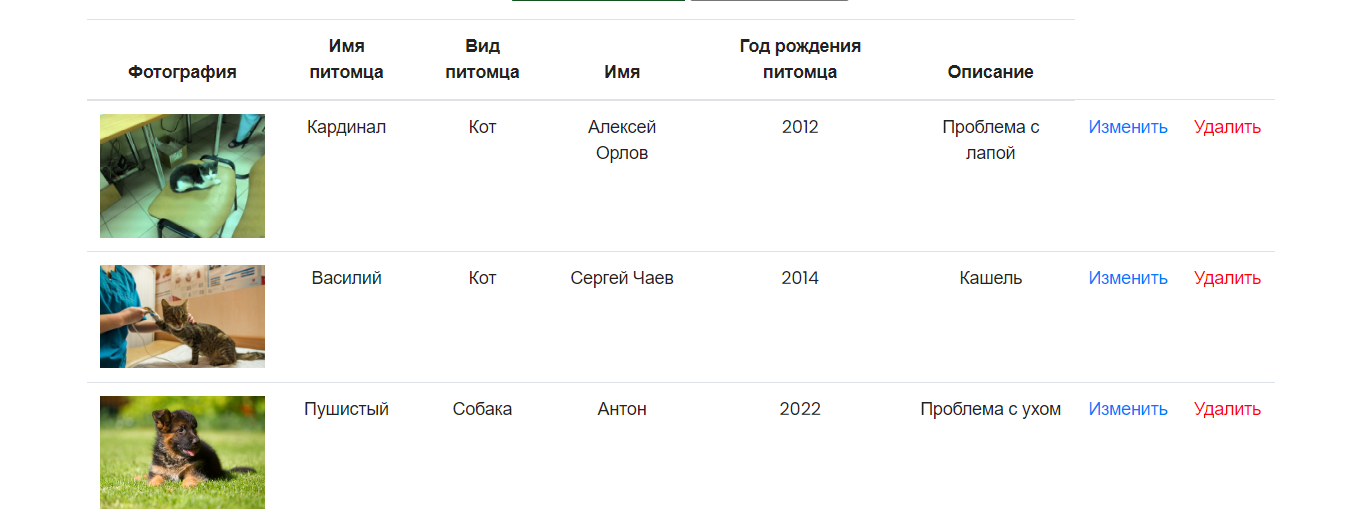 Фотография Имя питомца Вид питомца Имя Год рождения питомца Описание
Кардинал Кот Алексей Орлов 2012 Проблема с лапой Изменить Удалить
Василий Кот Сергей Чаев 2014 Кашель Изменить Удалить
Пушистый Собака Антон 2022 Проблема с ухом Изменить Удалить